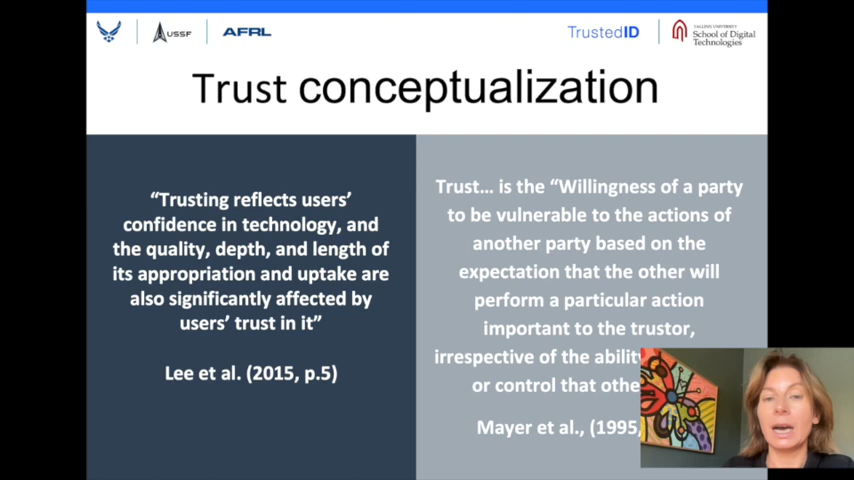 USSF
AFRL
TrustedID
TALLINN UNIVERSITY
School of Digital
Technologies
Trust conceptualization
“Trusting reflects users’
confidence in technology, and
the quality, depth, and length of
its appropriation and uptake are
also significantly affected by
users’ trust in it”
Lee et al. (2015, p.5)
Trust… is the “Willingness of a party
to be vulnerable to the actions of
another party based on the
expectation that the other will
perform a particular action
important to the trustor,
irrespective of the
or control that
Mayer et al., (1995,